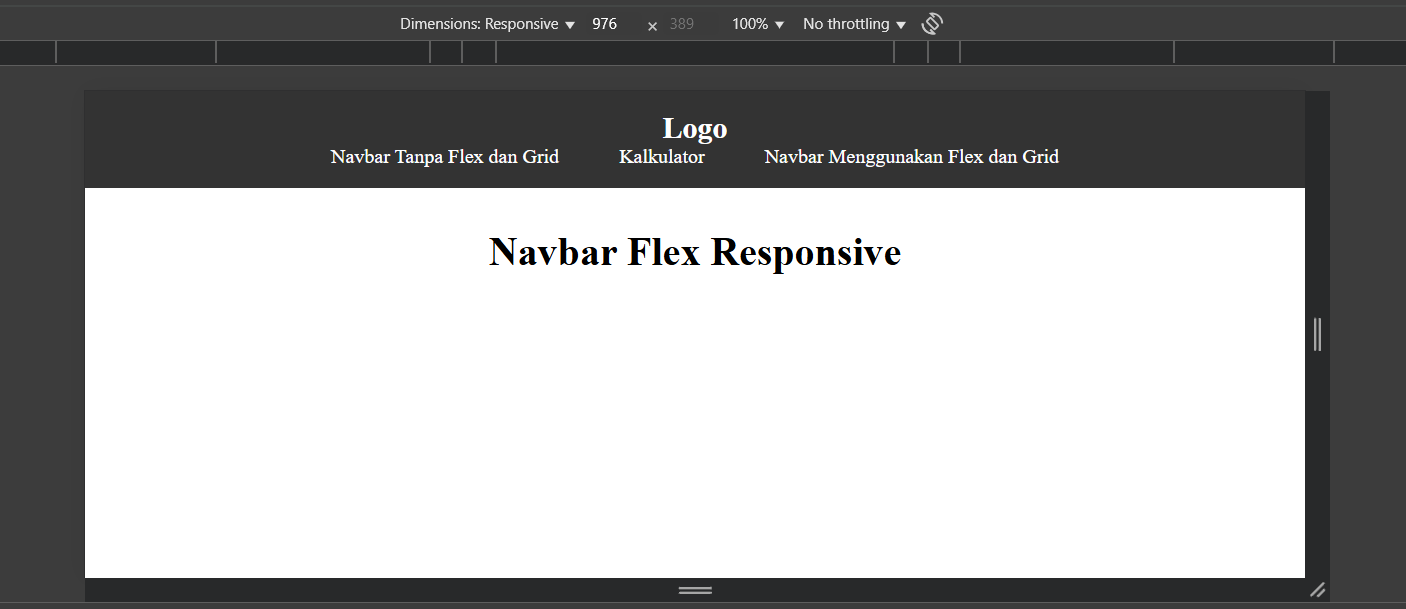 Dimensions: Responsive 976 × 389 100% No throttling
Logo
Navbar Tanpa Flex dan Grid Kalkulator Navbar Menggunakan Flex dan Grid
Navbar Flex Responsive